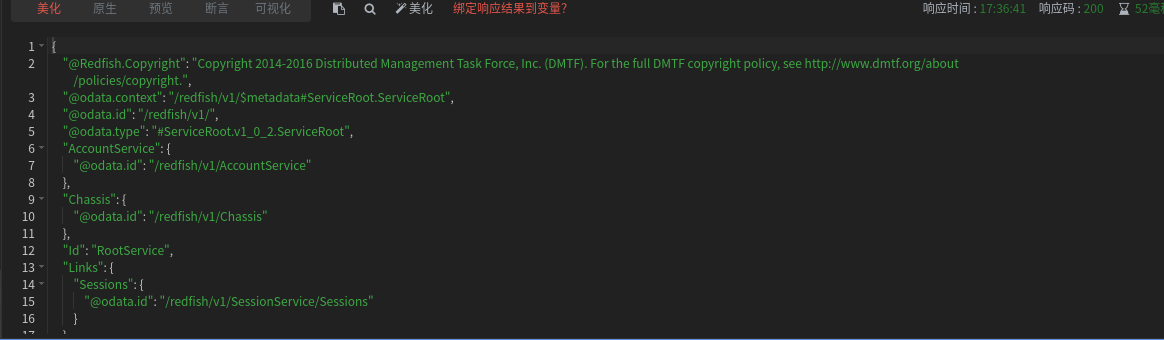 美化 原生 预览 断言 可视化 美化 绑定响应结果到变量？ 响应时间 : 17:36:41 响应码 : 200 52毫
1 {
2 "@Redfish.Copyright": "Copyright 2014-2016 Distributed Management Task Force, Inc. (DMTF). For the full DMTF copyright policy, see http://www.dmtf.org/about
/policies/copyright.",
3 "@odata.context": "/redfish/v1/$metadata#ServiceRoot.ServiceRoot",
4 "@odata.id": "/redfish/v1/",
5 "@odata.type": "#ServiceRoot.v1_0_2.ServiceRoot",
6 "AccountService": {
7 "@odata.id": "/redfish/v1/AccountService"
8 },
9 "Chassis": {
10 "@odata.id": "/redfish/v1/Chassis"
11 },
12 "Id": "RootService",
13 "Links": {
14 "Sessions": {
15 "@odata.id": "/redfish/v1/SessionService/Sessions"
16 }